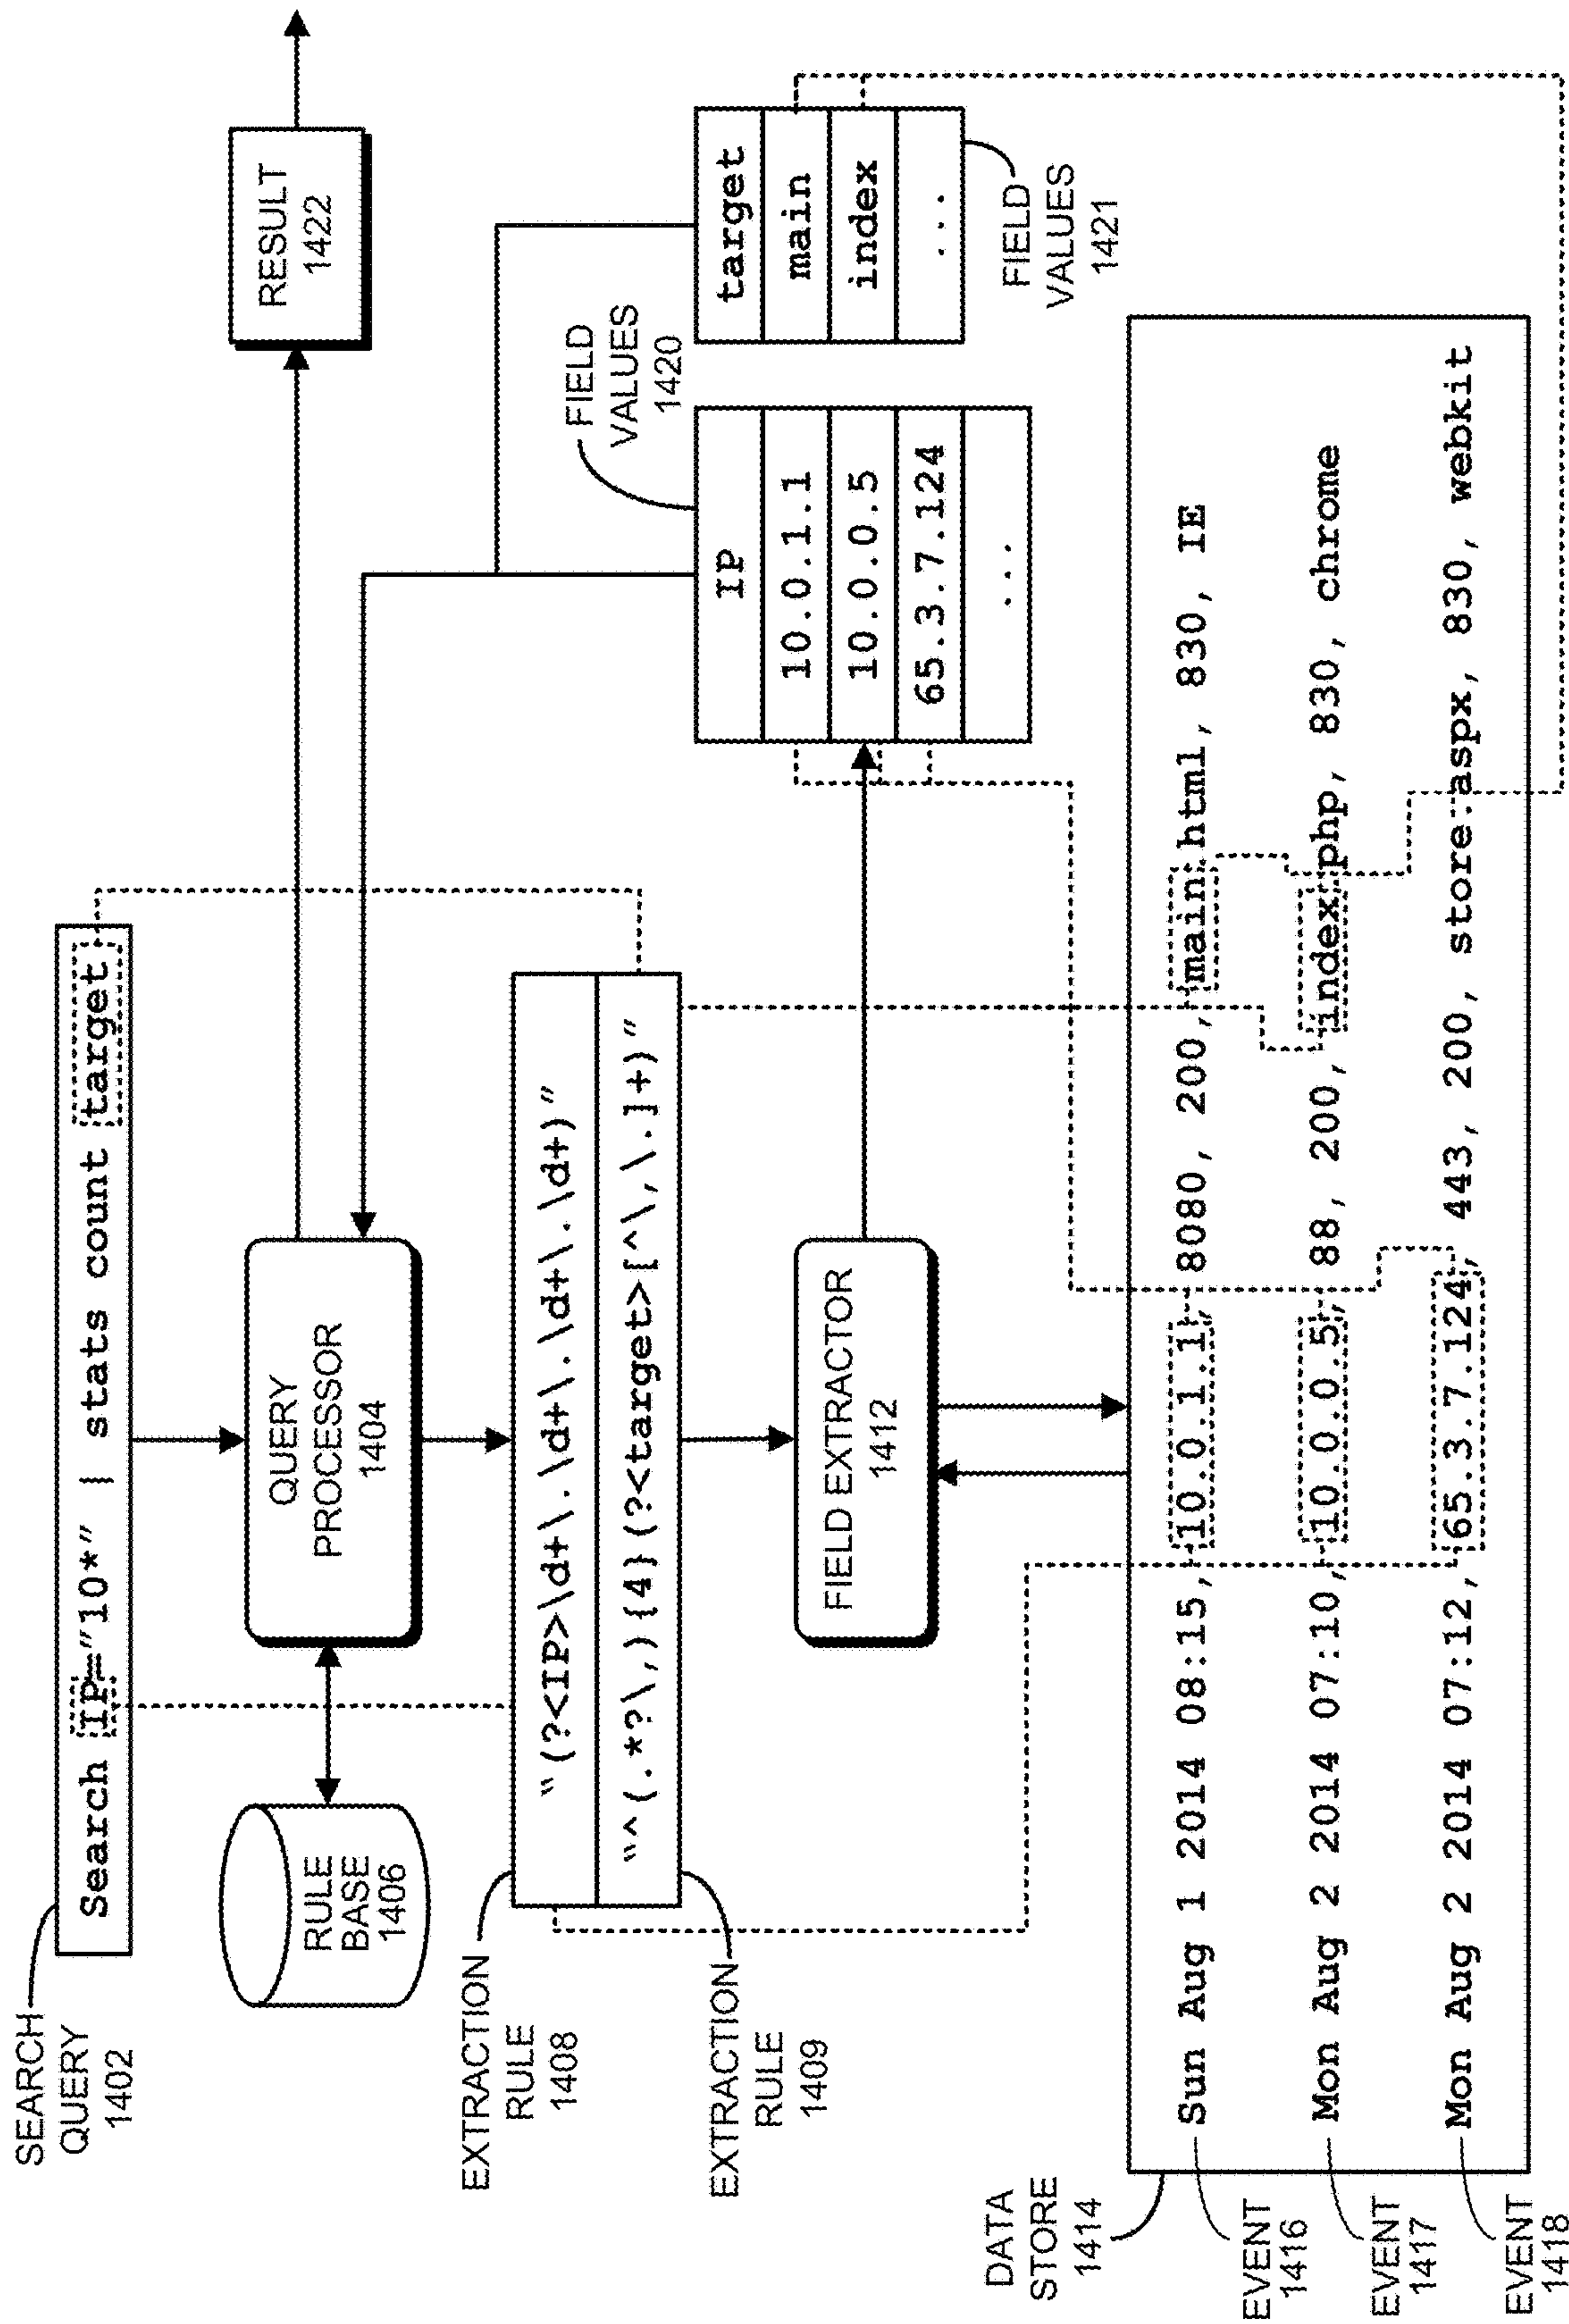 SEARCH
QUERY
1402
Search IP="10*" | stats count target
RULE
BASE
1406
QUERY
PROCESSOR
1404
RESULT
1422
EXTRACTION
RULE
1408
"(?<IP>\d+\.\d+\.\d+\.\d+)"
"^(.*?\,){4}(?<target>[^\,\.]+)"
EXTRACTION
RULE
1409
FIELD EXTRACTOR
1412
FIELD
VALUES
1420
IP
10.0.1.1
10.0.0.5
65.3.7.124
...
target
main
index
...
FIELD
VALUES
1421
DATA
STORE
1414
Sun Aug 1 2014 08:15, 10.0.1.1, 8080, 200, main.html, 830, IE
Mon Aug 2 2014 07:10, 10.0.0.5, 88, 200, index.php, 830, chrome
Mon Aug 2 2014 07:12, 65.3.7.124, 443, 200, store.aspx, 830, webkit
EVENT
1416
EVENT
1417
EVENT
1418